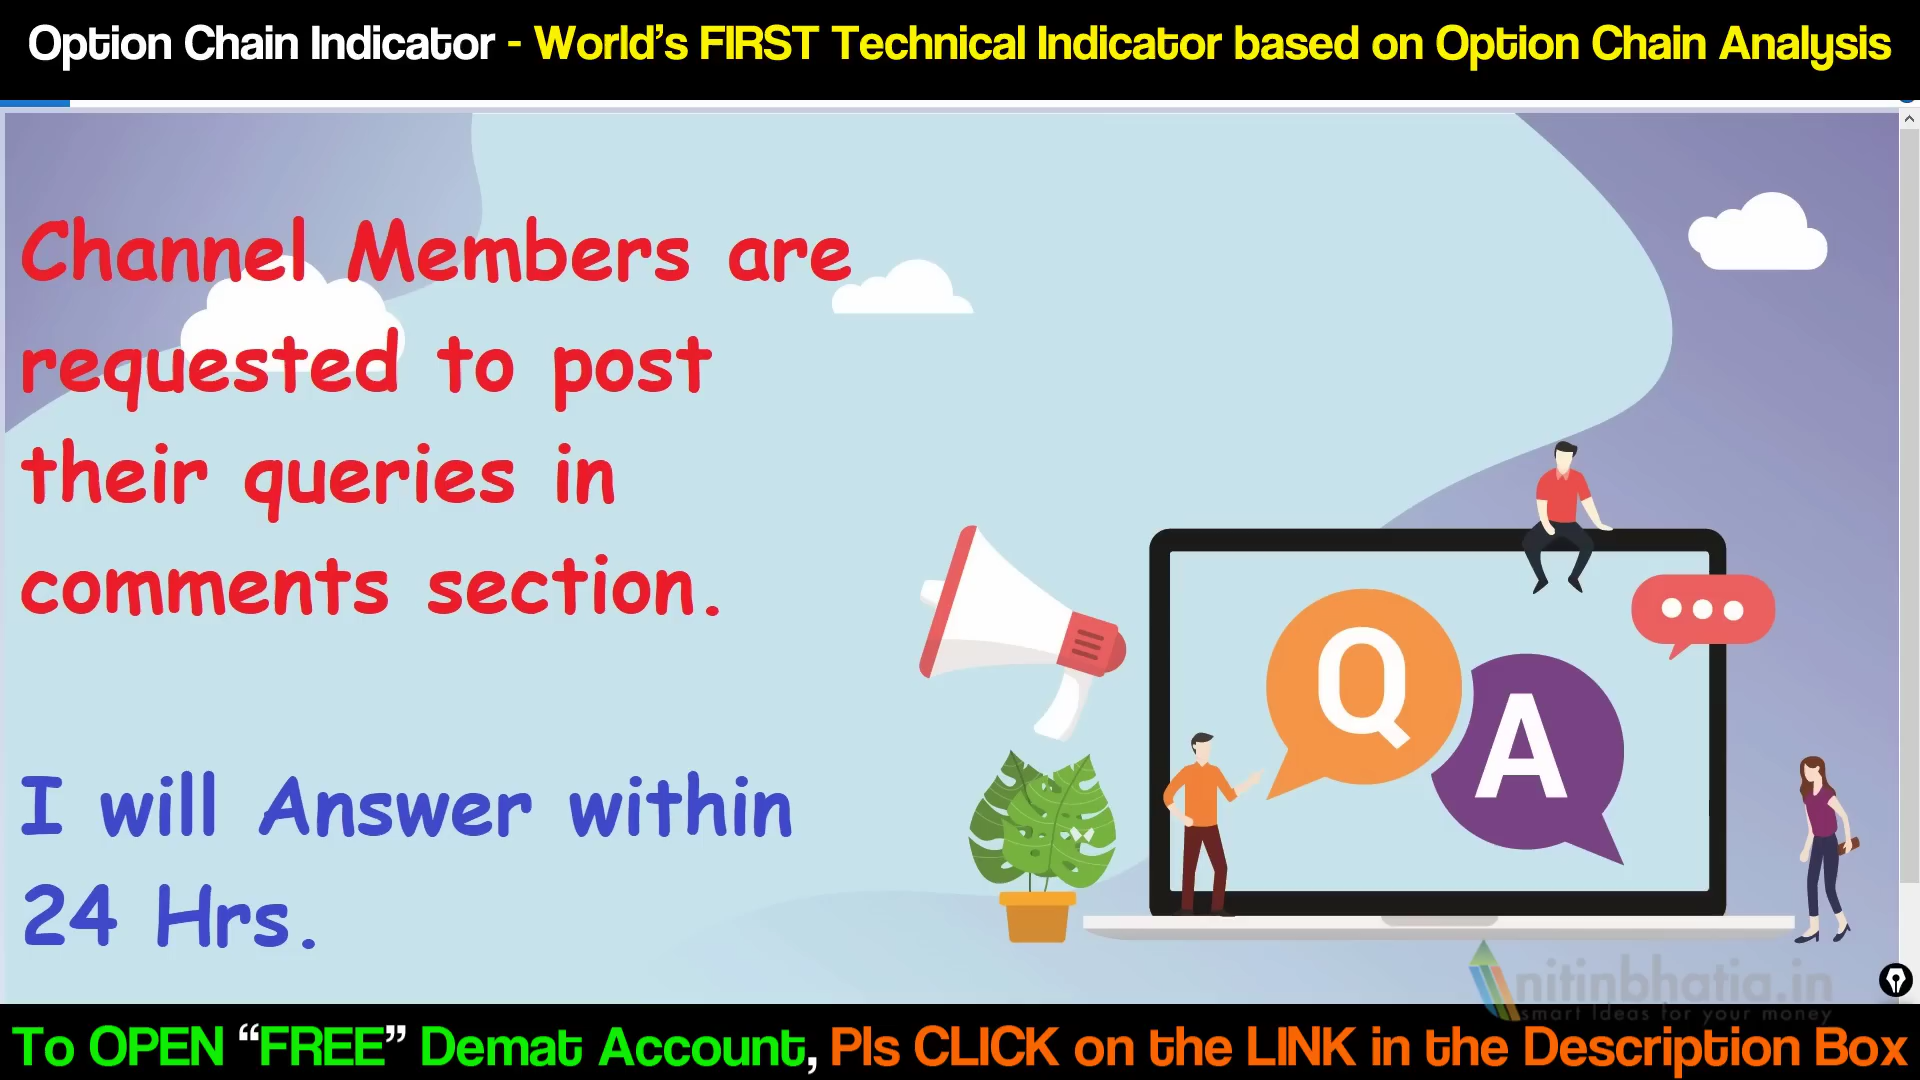 Option Chain Indicator - World's FIRST Technical Indicator based on Option Chain Analysis
Channel Members are
requested to post
their queries in
comments section.
I will Answer within
24 Hrs.
Q
A
nitinbhatia.in
smart Ideas for your money
To OPEN “FREE” Demat Account, Pls CLICK on the LINK in the Description Box